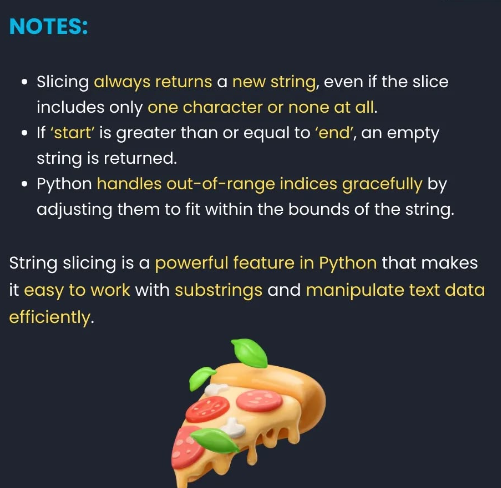 NOTES:
• Slicing always returns a new string, even if the slice
includes only one character or none at all.
• If ‘start’ is greater than or equal to ‘end’, an empty
string is returned.
• Python handles out-of-range indices gracefully by
adjusting them to fit within the bounds of the string.
String slicing is a powerful feature in Python that makes
it easy to work with substrings and manipulate text data
efficiently.